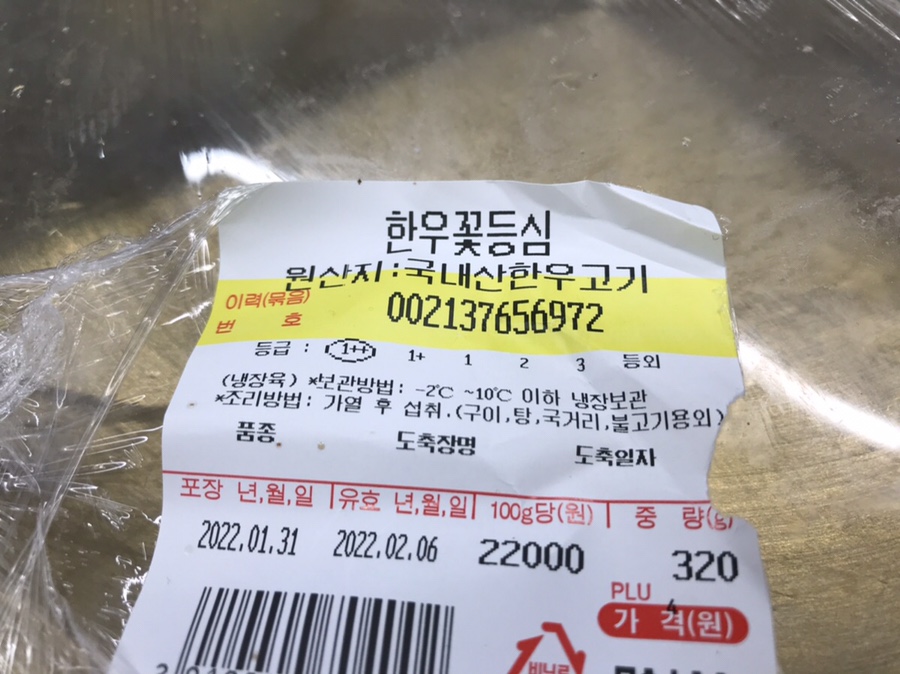 한우꽃등심
원산지:국내산한우고기
이력(묶음)
번 호
002137656972
등급 : 1++ 1+ 1 2 3 등외
(냉장육) *보관방법: -2℃ ~10℃ 이하 냉장보관
*조리방법: 가열 후 섭취.(구이,탕,국거리,불고기용외)
품종 도축장명 도축일자
포장 년,월,일 유효 년,월,일 100g당(원) 중 량(g)
2022.01.31 2022.02.06 22000 320
PLU 4
가 격(원)
비닐류